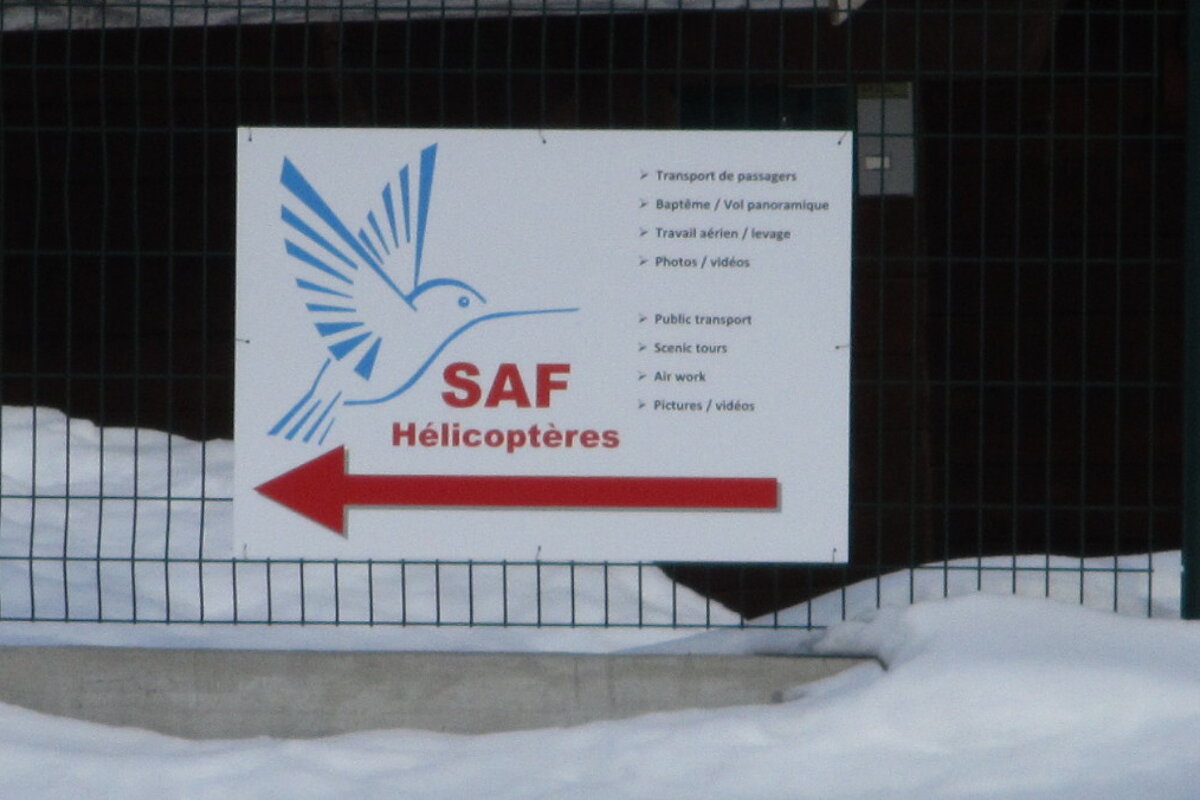 Transport de passagers
Baptême / Vol panoramique
Travail aérien / levage
Photos / vidéos
Public transport
Scenic tours
Air work
Pictures / vidéos
SAF
Hélicoptères